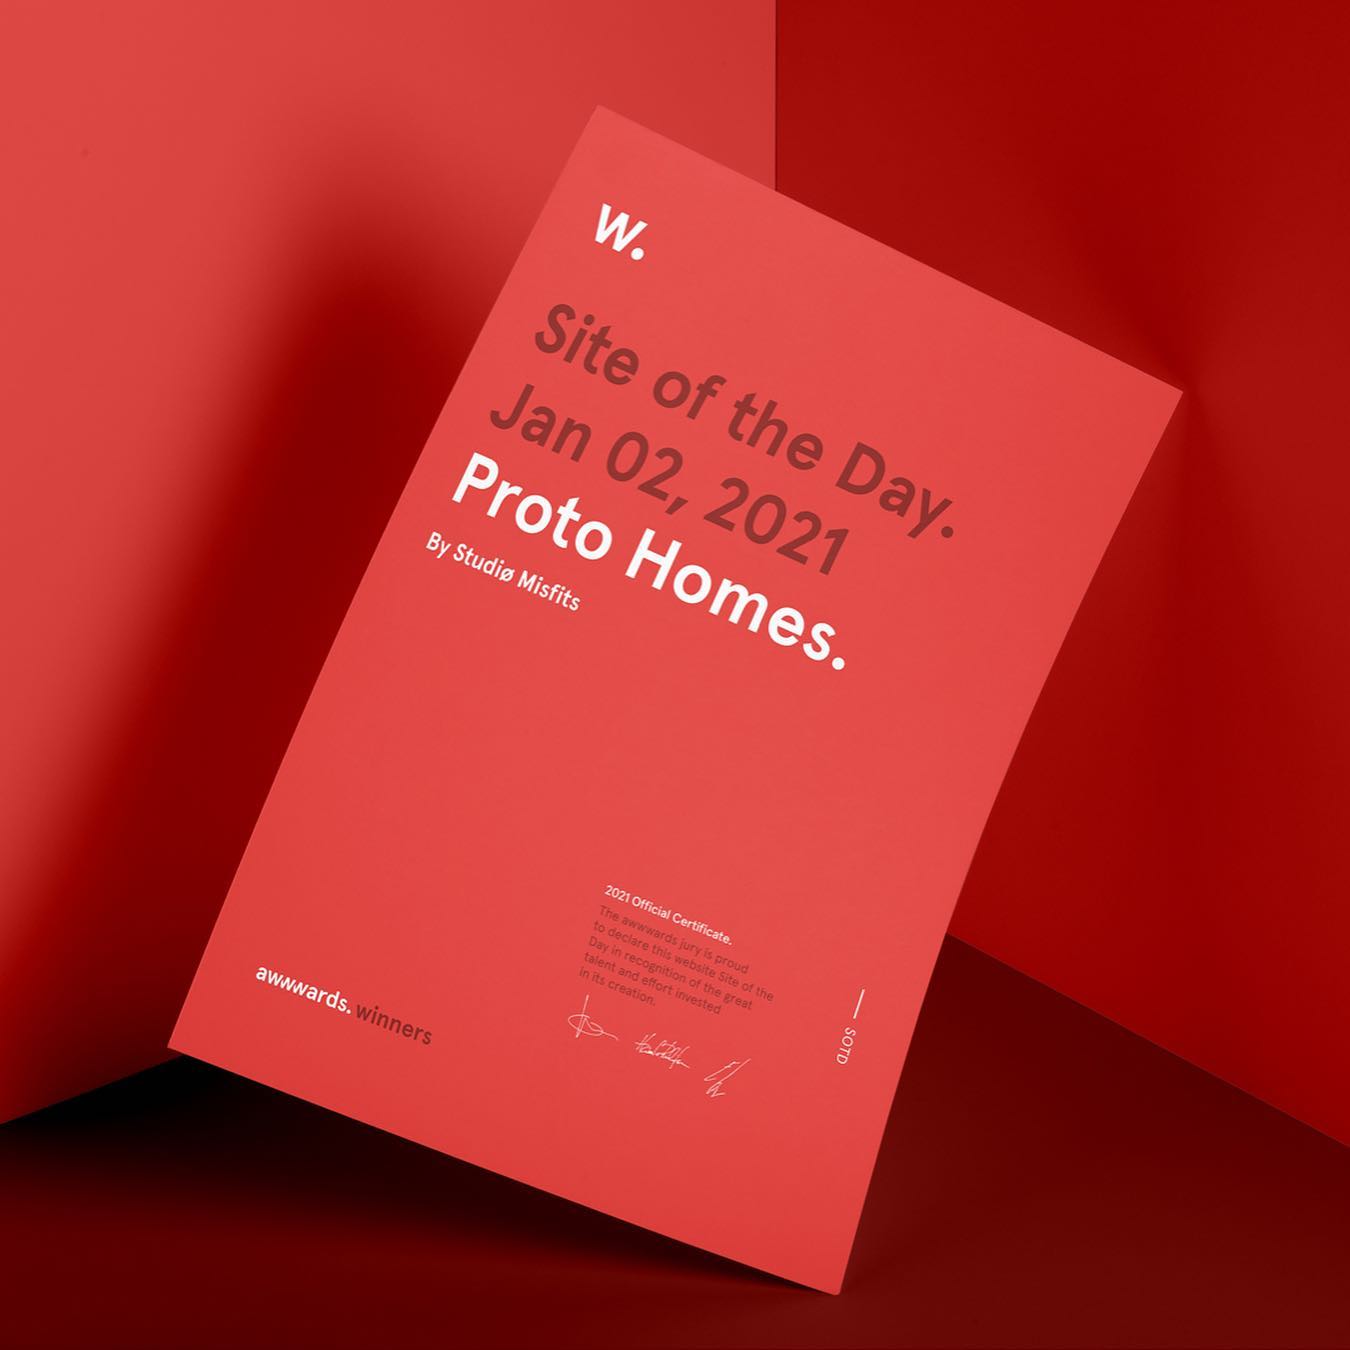 W.
Site of the Day.
Jan 02, 2021
Proto Homes.
By Studiø Misfits
2021 Official Certificate.
The awwwards jury is proud
to declare this website Site of the
Day in recognition of the great
talent and effort invested
in its creation.
SOTD
awwwards. winners